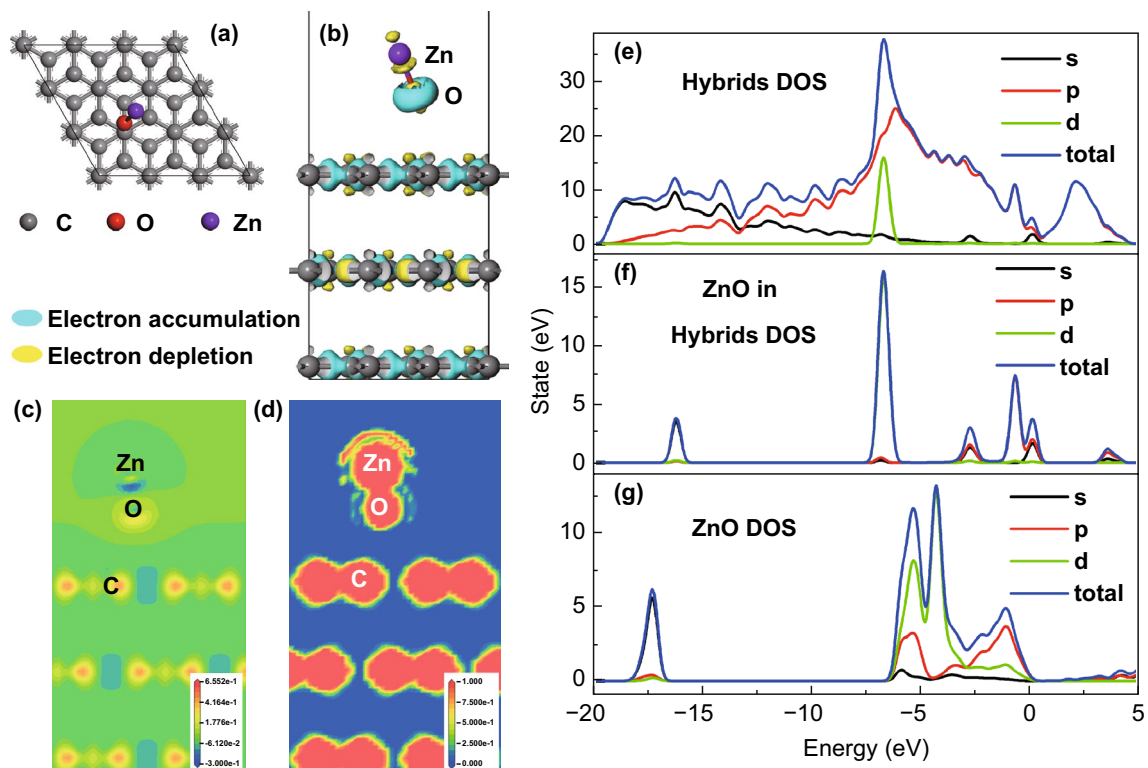 (a)
C O Zn
Electron accumulation
Electron depletion
(b)
Zn
O
(c)
Zn
O
C
6.552e-1
4.164e-1
1.776e-1
-6.120e-2
-3.000e-1
(d)
Zn
O
C
1.000
7.500e-1
5.000e-1
2.500e-1
0.000
State (eV)
(e)
Hybrids DOS
s
p
d
total
30
20
10
0
(f)
ZnO in
Hybrids DOS
s
p
d
total
15
10
5
0
(g)
ZnO DOS
s
p
d
total
10
5
0
−20 −15 −10 −5 0 5
Energy (eV)